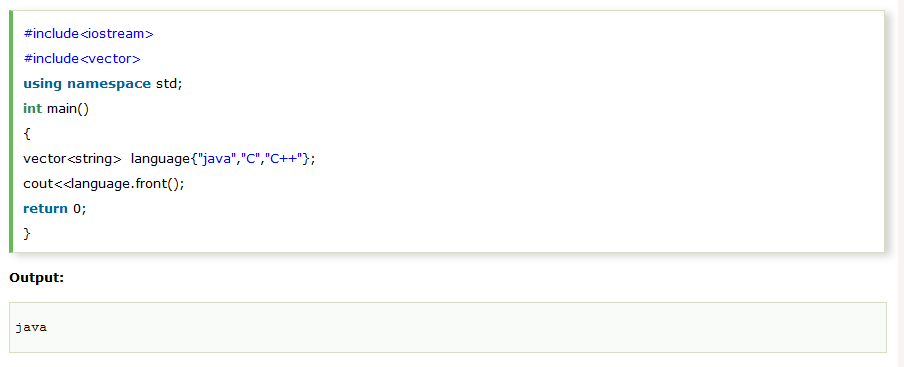 #include<iostream>
#include<vector>
using namespace std;
int main()
{
vector<string>  language{"java","C","C++"};
cout<<language.front();
return 0;
}
Output:
java